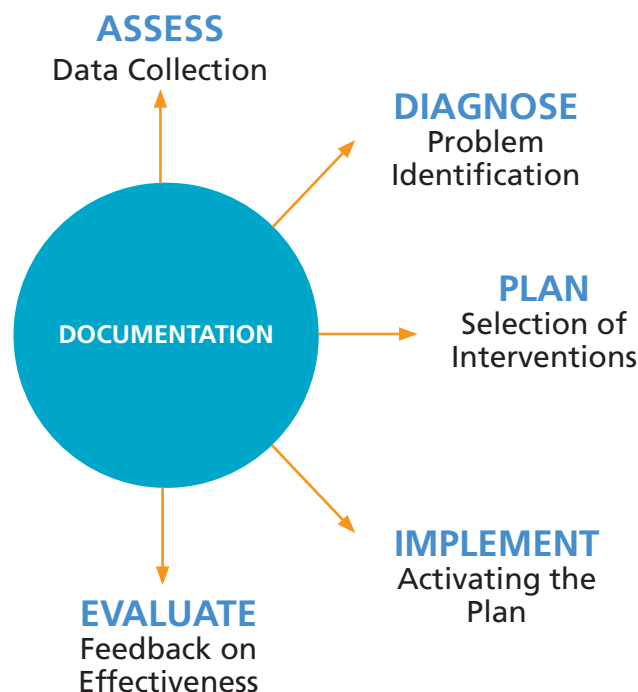 ASSESS
Data Collection
DIAGNOSE
Problem
Identification
PLAN
Selection of
Interventions
DOCUMENTATION
IMPLEMENT
Activating the
Plan
EVALUATE
Feedback on
Effectiveness